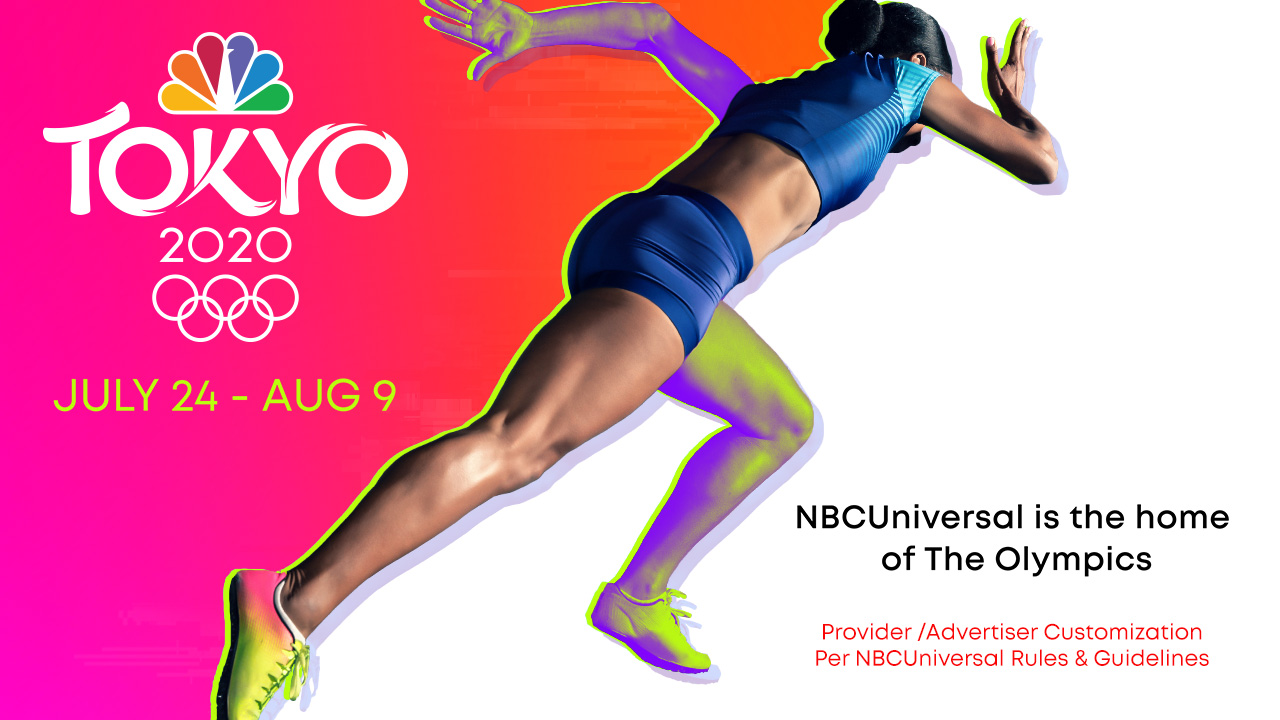 TOKYO
2020
JULY 24 - AUG 9
NBCUniversal is the home
of The Olympics
Provider /Advertiser Customization
Per NBCUniversal Rules & Guidelines